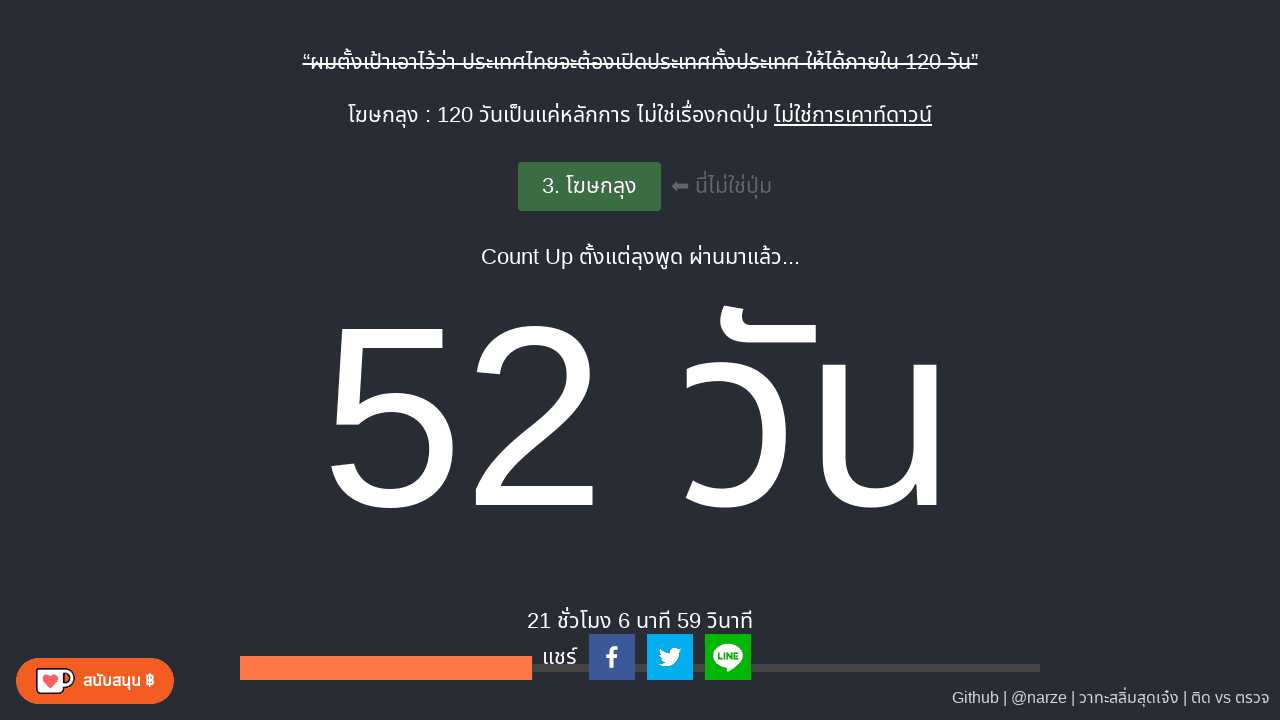 “ผมตั้งเป้าเอาไว้ว่า ประเทศไทยจะต้องเปิดประเทศทั้งประเทศ ให้ได้ภายใน 120 วัน”
โฆษกลุง : 120 วันเป็นแค่หลักการ ไม่ใช่เรื่องกดปุ่ม ไม่ใช่การเคาท์ดาวน์
3. โฆษกลุง ⬅ นี่ไม่ใช่ปุ่ม
Count Up ตั้งแต่ลุงพูด ผ่านมาแล้ว...
52 วัน
21 ชั่วโมง 6 นาที 59 วินาที
แชร์ LINE
สนับสนุน ฿
Github | @narze | วาทะสลิ่มสุดเจ๋ง | ติด vs ตรวจ